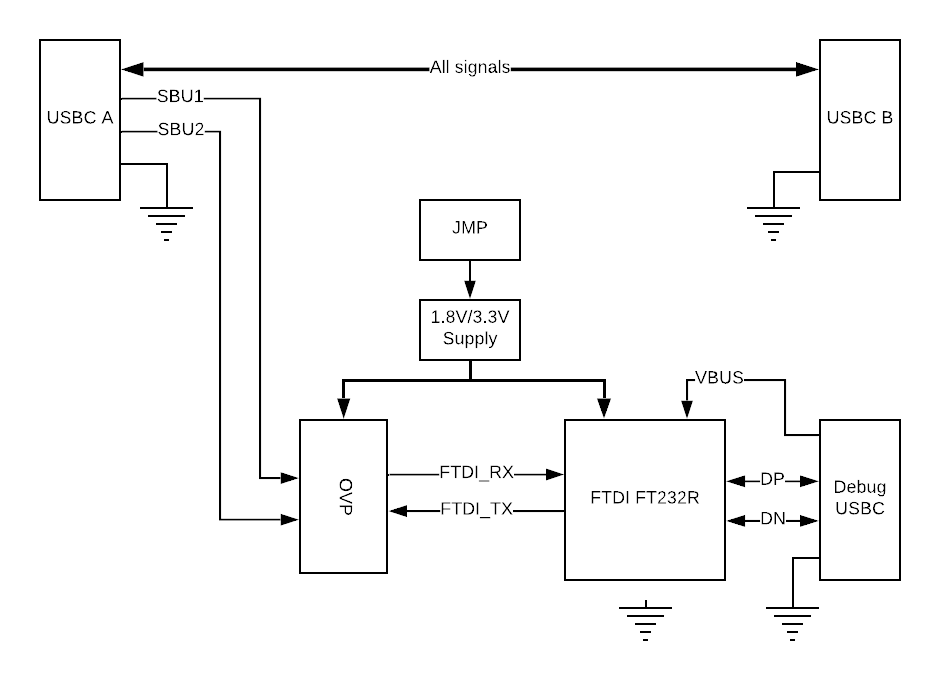 All signals
USBC A
SBU1
SBU2
USBC B
JMP
1.8V/3.3V
Supply
VBUS
OVP
FTDI_RX
FTDI_TX
FTDI FT232R
DP
DN
Debug
USBC